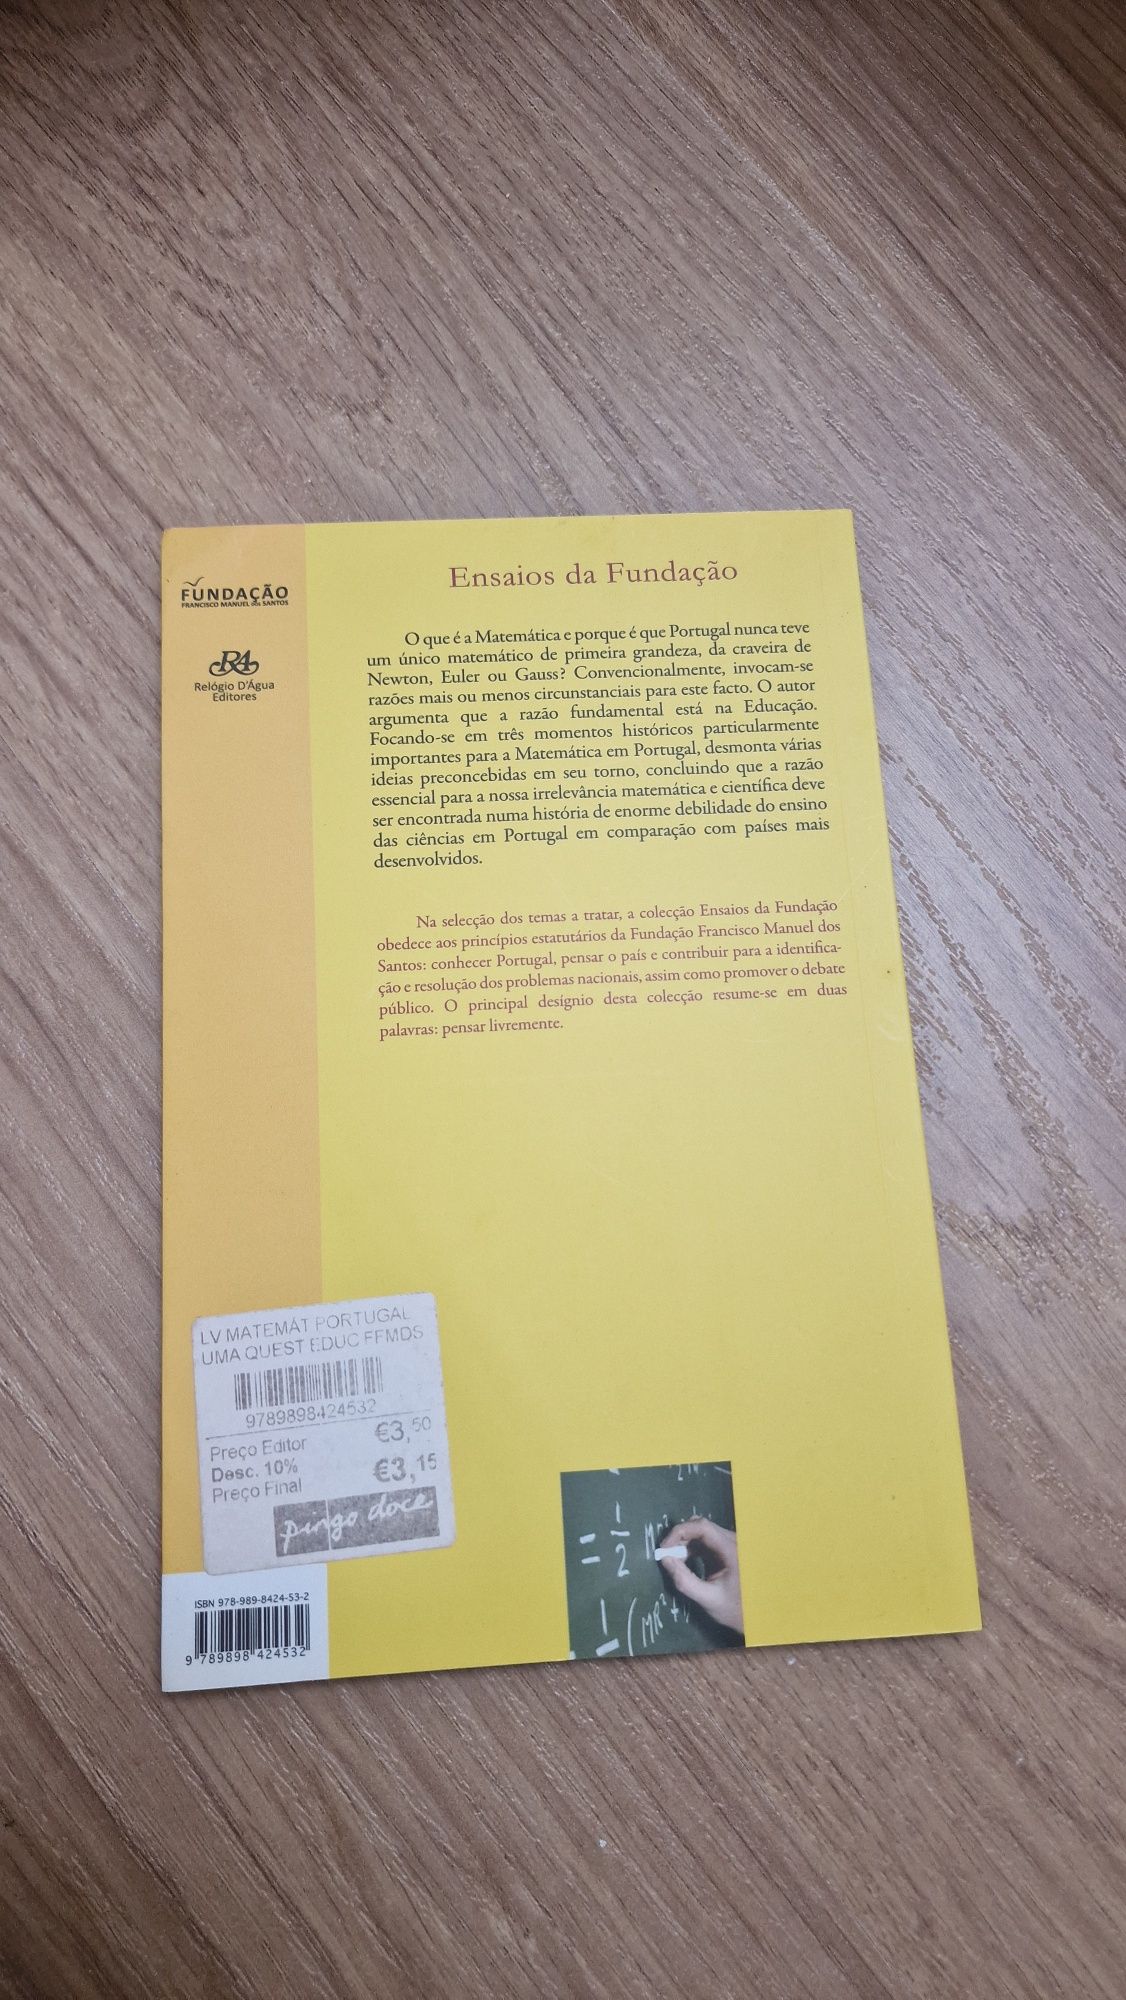 FUNDAÇÃO
FRANCISCO MANUEL DOS SANTOS
RA
Relógio D'Água
Editores
Ensaios da Fundação
O que é a Matemática e porque é que Portugal nunca teve
um único matemático de primeira grandeza, da craveira de
Newton, Euler ou Gauss? Convencionalmente, invocam-se
razões mais ou menos circunstanciais para este facto. O autor
argumenta que a razão fundamental está na Educação.
Focando-se em três momentos históricos particularmente
importantes para a Matemática em Portugal, desmonta várias
ideias preconcebidas em seu torno, concluindo que a razão
essencial para a nossa irrelevância matemática e científica deve
ser encontrada numa história de enorme debilidade do ensino
das ciências em Portugal em comparação com países mais
desenvolvidos.
Na selecção dos temas a tratar, a colecção Ensaios da Fundação
obedece aos princípios estatutários da Fundação Francisco Manuel dos
Santos: conhecer Portugal, pensar o país e contribuir para a identifica-
ção e resolução dos problemas nacionais, assim como promover o debate
público. O principal desígnio desta colecção resume-se em duas
palavras: pensar livremente.
LV MATEMÁT PORTUGAL
UMA QUEST EDUC FFMDS
9789898424532
Preço Editor €3,50
Desc. 10%
Preço Final €3,15
pingo doce
ISBN 978-989-8424-53-2
9 789898 424532
= 1/2 M
1 (MR²+